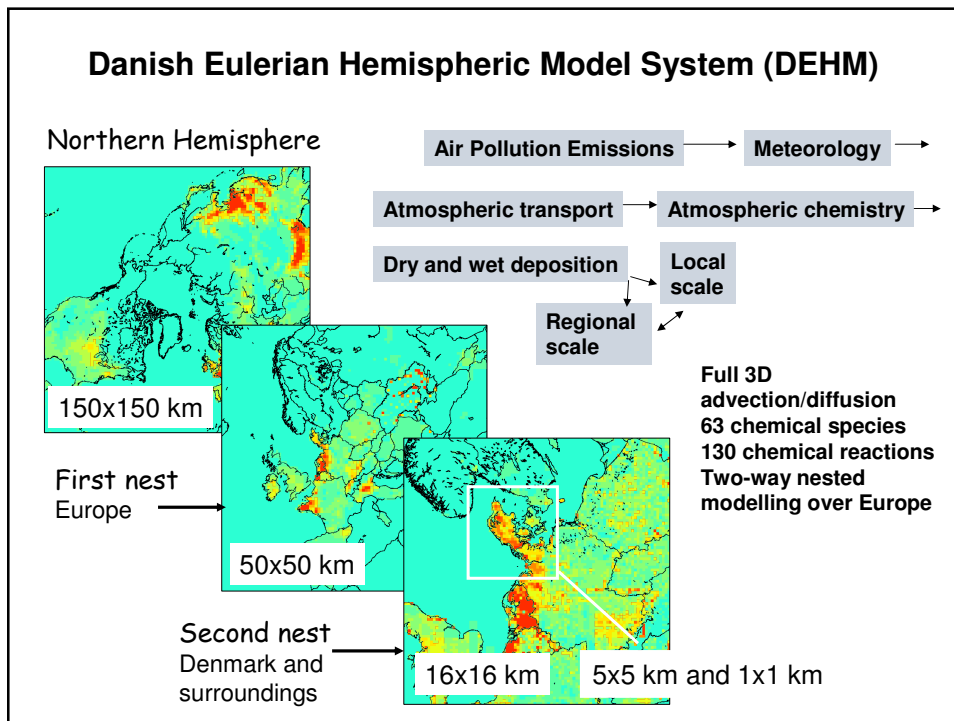 Danish Eulerian Hemispheric Model System (DEHM)
Northern Hemisphere
Air Pollution Emissions
Meteorology
Atmospheric transport
Atmospheric chemistry
Dry and wet deposition
Local
scale
Regional
scale
150x150 km
Full 3D
advection/diffusion
63 chemical species
130 chemical reactions
Two-way nested
modelling over Europe
First nest
Europe
50x50 km
Second nest
Denmark and
surroundings
16x16 km
5x5 km and 1x1 km